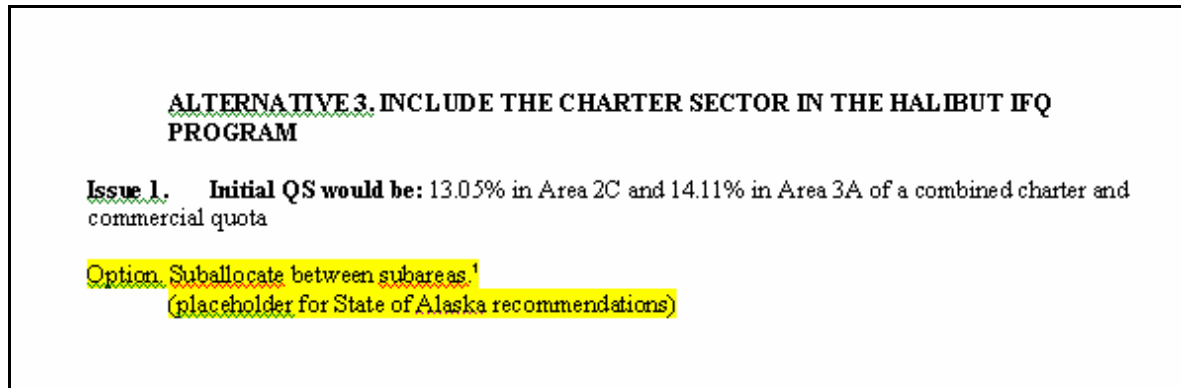 ALTERNATIVE 3. INCLUDE THE CHARTER SECTOR IN THE HALIBUT IFQ
PROGRAM
Issue 1. Initial QS would be: 13.05% in Area 2C and 14.11% in Area 3A of a combined charter and
commercial quota
Option. Suballocate between subareas.¹
(placeholder for State of Alaska recommendations)